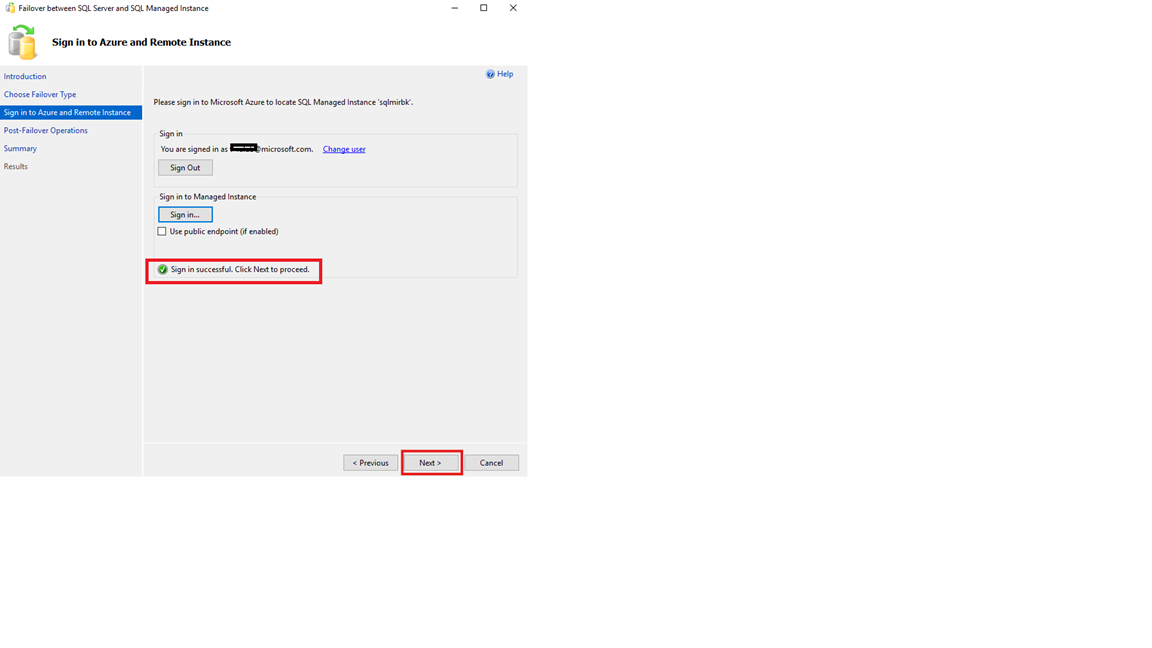 Failover between SQL Server and SQL Managed Instance
Sign in to Azure and Remote Instance
Introduction
Choose Failover Type
Sign in to Azure and Remote Instance
Post-Failover Operations
Summary
Results
Help
Please sign in to Microsoft Azure to locate SQL Managed Instance 'sqlmirbk'.
Sign in
You are signed in as @microsoft.com. Change user
Sign Out
Sign in to Managed Instance
Sign in...
Use public endpoint (if enabled)
Sign in successful. Click Next to proceed.
< Previous
Next >
Cancel